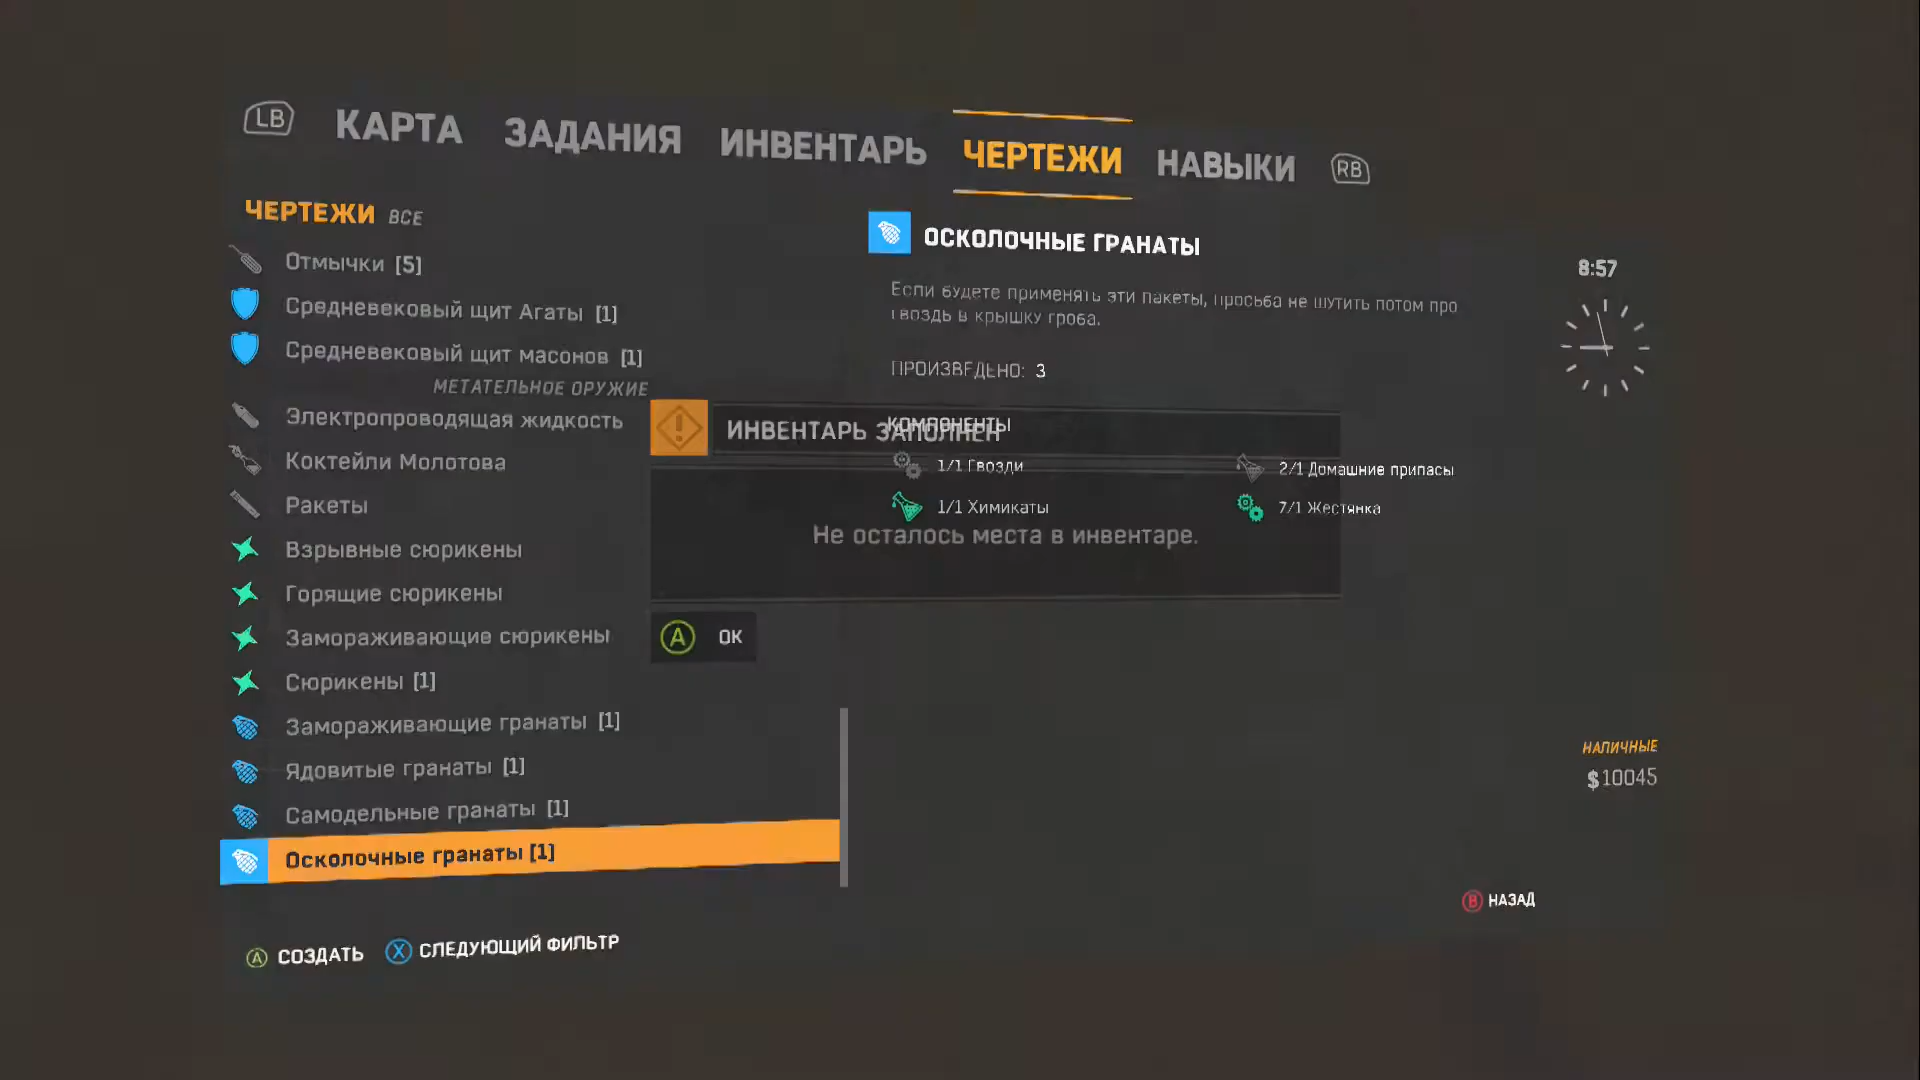 LB КАРТА ЗАДАНИЯ ИНВЕНТАРЬ ЧЕРТЕЖИ НАВЫКИ RB
ЧЕРТЕЖИ ВСЕ
Отмычки [5]
Средневековый щит Агаты [1]
Средневековый щит масонов [1]
МЕТАТЕЛЬНОЕ ОРУЖИЕ
Электропроводящая жидкость
Коктейли Молотова
Ракеты
Взрывные сюрикены
Горящие сюрикены
Замораживающие сюрикены
Сюрикены [1]
Замораживающие гранаты [1]
Ядовитые гранаты [1]
Самодельные гранаты [1]
Осколочные гранаты [1]
ОСКОЛОЧНЫЕ ГРАНАТЫ
Если будете применять эти пакеты, просьба не шутить потом про
гвоздь в крышку гроба.
ПРОИЗВЕДЕНО: 3
КОМПОНЕНТЫ
1/1 Гвозди
2/1 Домашние припасы
1/1 Химикаты
7/1 Жестянка
ИНВЕНТАРЬ ЗАПОЛНЕН
Не осталось места в инвентаре.
A OK
8:57
НАЛИЧНЫЕ
$10045
B НАЗАД
A СОЗДАТЬ X СЛЕДУЮЩИЙ ФИЛЬТР